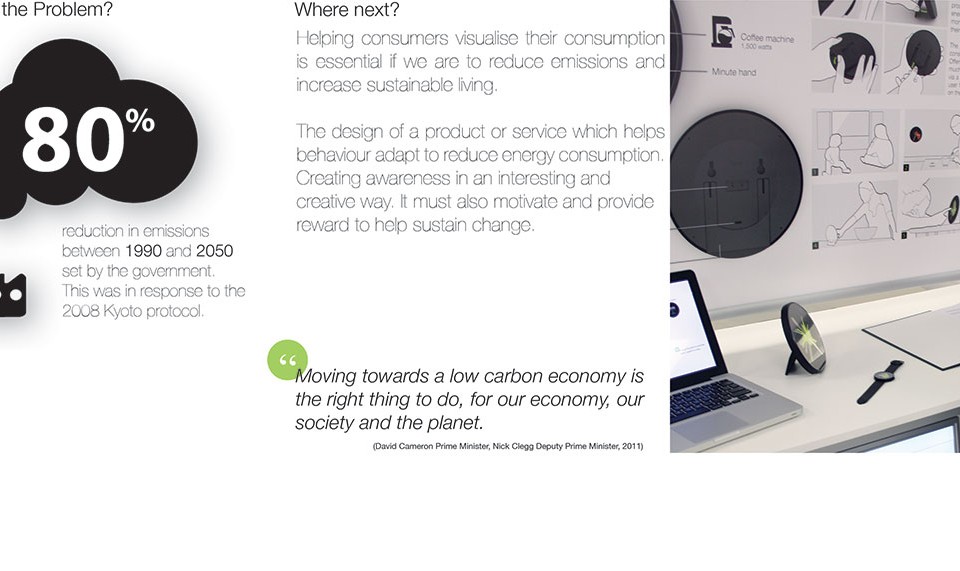 the Problem?
80%
reduction in emissions
between 1990 and 2050
set by the government.
This was in response to the
2008 Kyoto protocol.
Where next?
Helping consumers visualise their consumption
is essential if we are to reduce emissions and
increase sustainable living.
The design of a product or service which helps
behaviour adapt to reduce energy consumption.
Creating awareness in an interesting and
creative way. It must also motivate and provide
reward to help sustain change.
“
Moving towards a low carbon economy is
the right thing to do, for our economy, our
society and the planet.
(David Cameron Prime Minister, Nick Clegg Deputy Prime Minister, 2011)
Coffee machine
1,500 watts
Minute hand